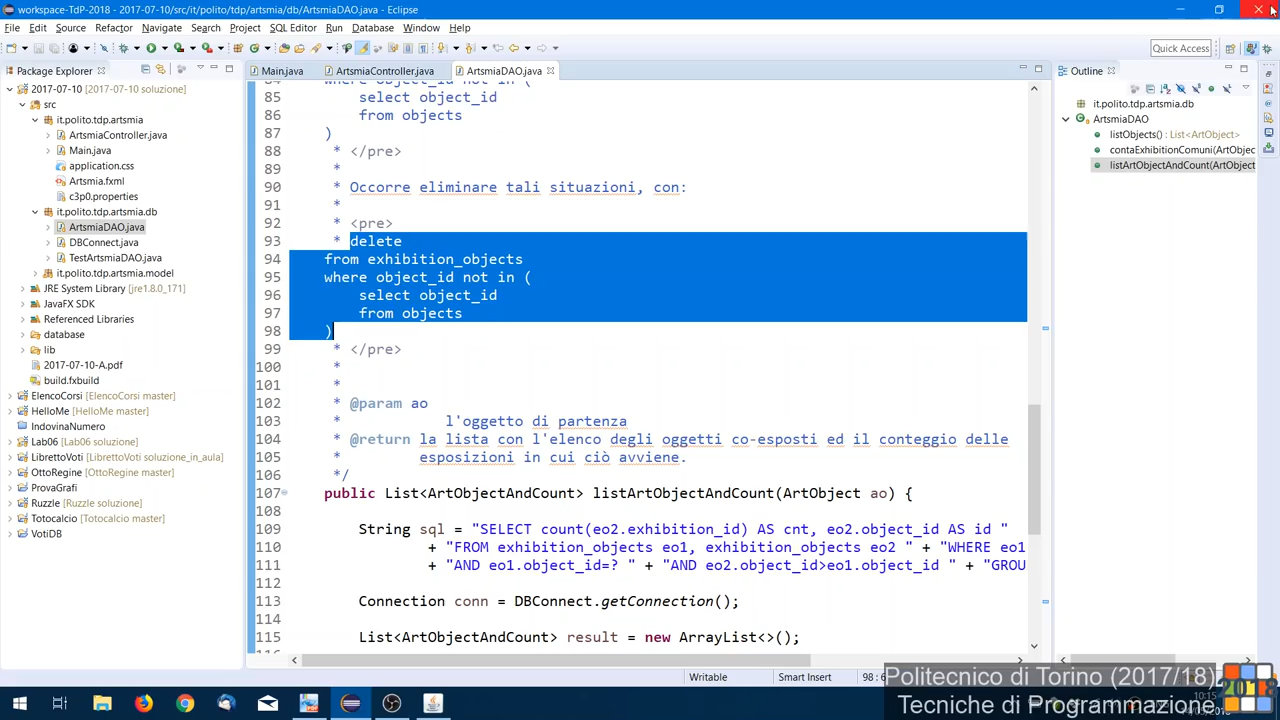 workspace-TdP-2018 - 2017-07-10/src/it/polito/tdp/artsmia/db/ArtsmiaDAO.java - Eclipse
File Edit Source Refactor Navigate Search Project SQL Editor Run Database Window Help
Quick Access
Package Explorer
Main.java
ArtsmiaController.java
ArtsmiaDAO.java
Outline
2017-07-10 [2017-07-10 soluzione]
src
it.polito.tdp.artsmia
ArtsmiaController.java
Main.java
application.css
Artsmia.fxml
c3p0.properties
it.polito.tdp.artsmia.db
ArtsmiaDAO.java
DBConnect.java
TestArtsmiaDAO.java
it.polito.tdp.artsmia.model
JRE System Library [jre1.8.0_171]
JavaFX SDK
Referenced Libraries
database
lib
2017-07-10-A.pdf
build.fxbuild
ElencoCorsi [ElencoCorsi master]
HelloMe [HelloMe master]
IndovinaNumero
Lab06 [Lab06 soluzione]
LibrettoVoti [LibrettoVoti soluzione_in_aula]
OttoRegine [OttoRegine master]
ProvaGrafi
Ruzzle [Ruzzle soluzione]
Totocalcio [Totocalcio master]
VotiDB
84 where object_id not in (
85 select object_id
86 from objects
87 )
88 * </pre>
89 *
90 * Occorre eliminare tali situazioni, con:
91 *
92 * <pre>
93 * delete
94 from exhibition_objects
95 where object_id not in (
96 select object_id
97 from objects
98 )
99 * </pre>
100 *
101 *
102 * @param ao
103 * l'oggetto di partenza
104 * @return la lista con l'elenco degli oggetti co-esposti ed il conteggio delle
105 * esposizioni in cui ciò avviene.
106 */
107 public List<ArtObjectAndCount> listArtObjectAndCount(ArtObject ao) {
108
109 String sql = "SELECT count(eo2.exhibition_id) AS cnt, eo2.object_id AS id "
110 + "FROM exhibition_objects eo1, exhibition_objects eo2 " + "WHERE eo1
111 + "AND eo1.object_id=? " + "AND eo2.object_id>eo1.object_id " + "GROU
112
113 Connection conn = DBConnect.getConnection();
114
115 List<ArtObjectAndCount> result = new ArrayList<>();
it.polito.tdp.artsmia.db
ArtsmiaDAO
listObjects() : List<ArtObject>
contaExhibitionComuni(ArtObjec
listArtObjectAndCount(ArtObject
Writable
Smart Insert
98 : 6
Politecnico di Torino (2017/18)
Tecniche di Programmazione
2018
10:15